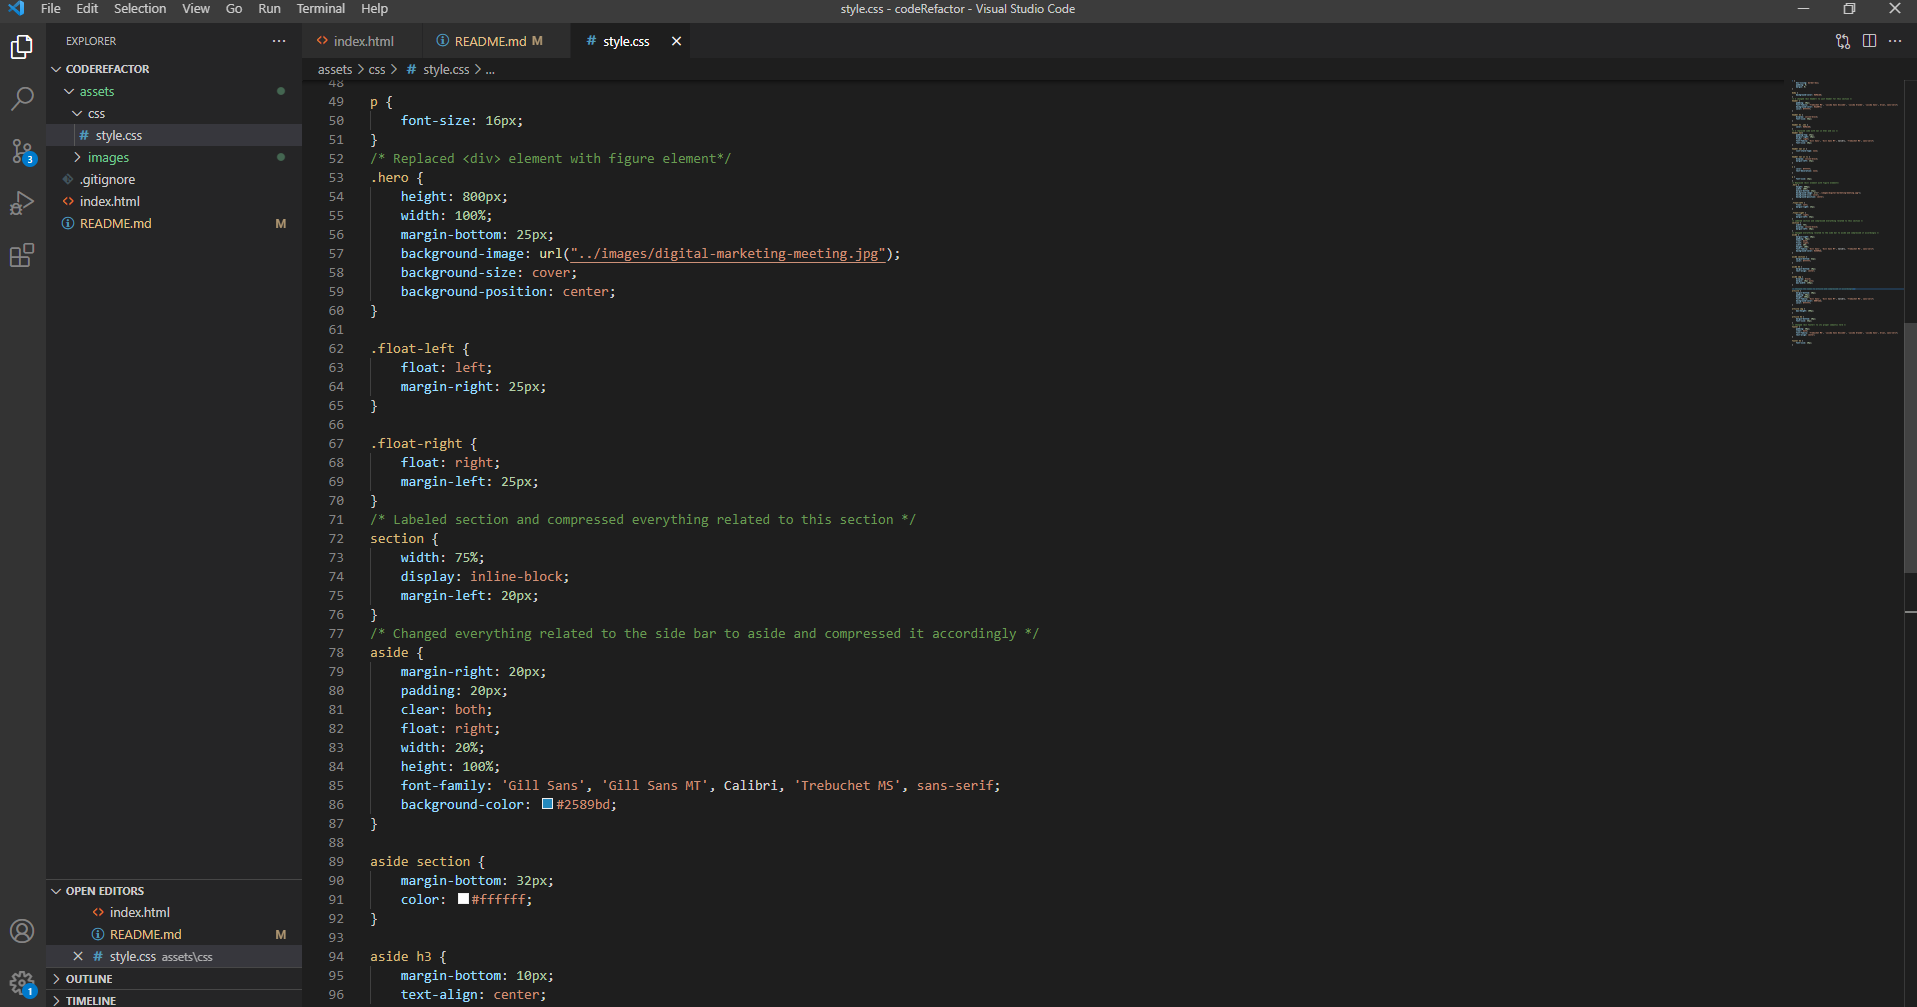 File Edit Selection View Go Run Terminal Help
style.css - codeRefactor - Visual Studio Code
EXPLORER
index.html
README.md M
# style.css
CODEREFACTOR
assets
css
# style.css
images
.gitignore
index.html
README.md M
assets > css > # style.css > ...
48
49 p {
50 font-size: 16px;
51 }
52 /* Replaced <div> element with figure element*/
53 .hero {
54 height: 800px;
55 width: 100%;
56 margin-bottom: 25px;
57 background-image: url("../images/digital-marketing-meeting.jpg");
58 background-size: cover;
59 background-position: center;
60 }
61
62 .float-left {
63 float: left;
64 margin-right: 25px;
65 }
66
67 .float-right {
68 float: right;
69 margin-left: 25px;
70 }
71 /* Labeled section and compressed everything related to this section */
72 section {
73 width: 75%;
74 display: inline-block;
75 margin-left: 20px;
76 }
77 /* Changed everything related to the side bar to aside and compressed it accordingly */
78 aside {
79 margin-right: 20px;
80 padding: 20px;
81 clear: both;
82 float: right;
83 width: 20%;
84 height: 100%;
85 font-family: 'Gill Sans', 'Gill Sans MT', Calibri, 'Trebuchet MS', sans-serif;
86 background-color: #2589bd;
87 }
88
89 aside section {
90 margin-bottom: 32px;
91 color: #ffffff;
92 }
93
94 aside h3 {
95 margin-bottom: 10px;
96 text-align: center;
3
OPEN EDITORS
index.html
README.md M
# style.css assets\css
OUTLINE
TIMELINE
1